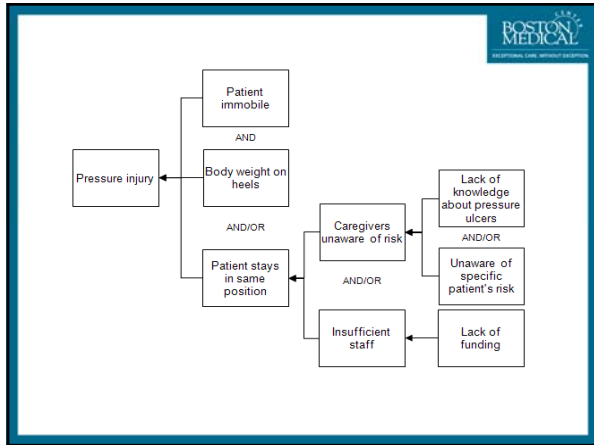 BOSTON
MEDICAL
CENTER
EXCEPTIONAL CARE. WITHOUT EXCEPTION.
Patient
immobile
AND
Pressure injury
Body weight on
heels
AND/OR
Patient stays
in same
position
Caregivers
unaware of risk
AND/OR
Insufficient
staff
Lack of
knowledge
about pressure
ulcers
AND/OR
Unaware of
specific
patient's risk
Lack of
funding